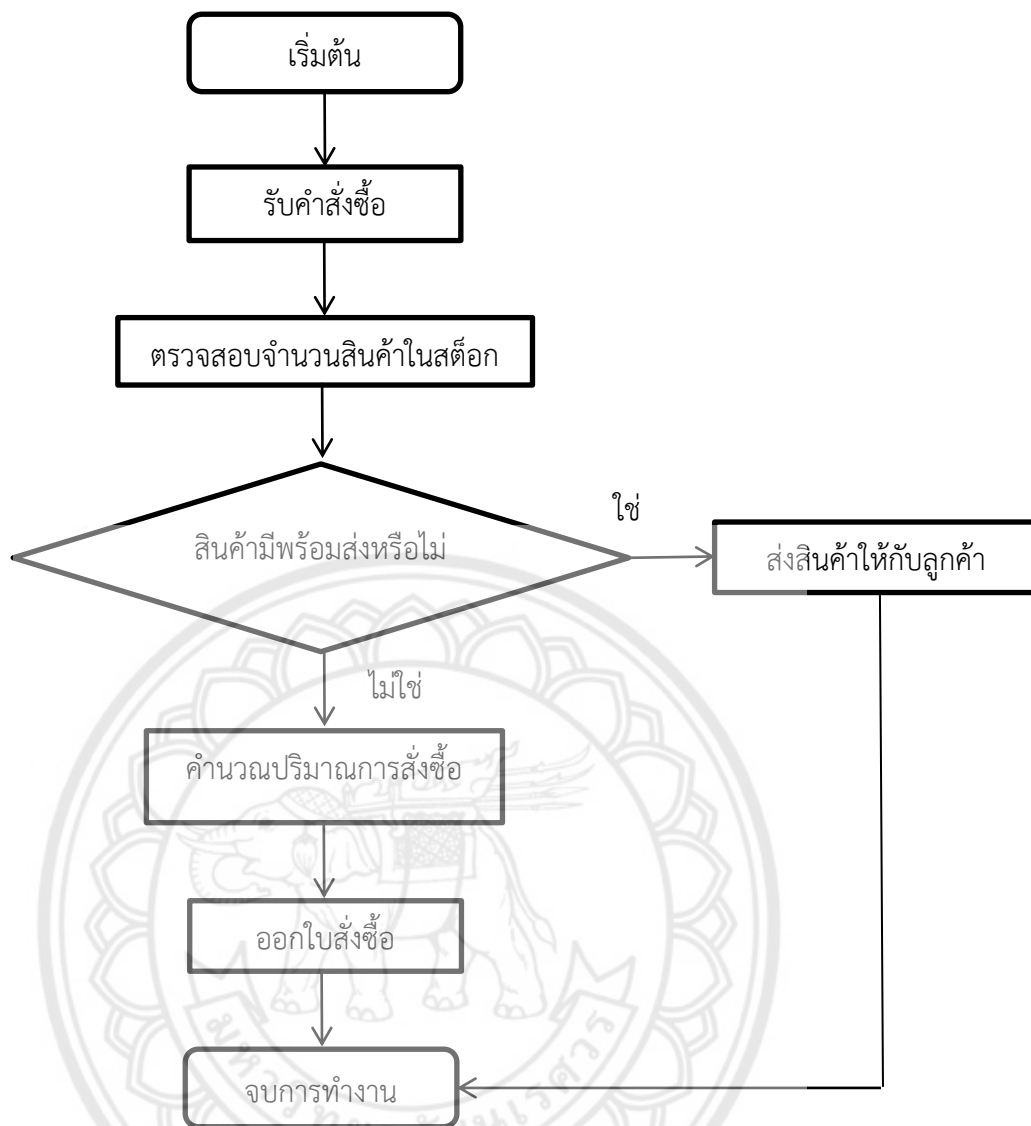 เริ่มต้น
รับคำสั่งซื้อ
ตรวจสอบจำนวนสินค้าในสต็อก
สินค้ามีพร้อมส่งหรือไม่
ใช่
ส่งสินค้าให้กับลูกค้า
ไม่ใช่
คำนวณปริมาณการสั่งซื้อ
ออกใบสั่งซื้อ
จบการทำงาน